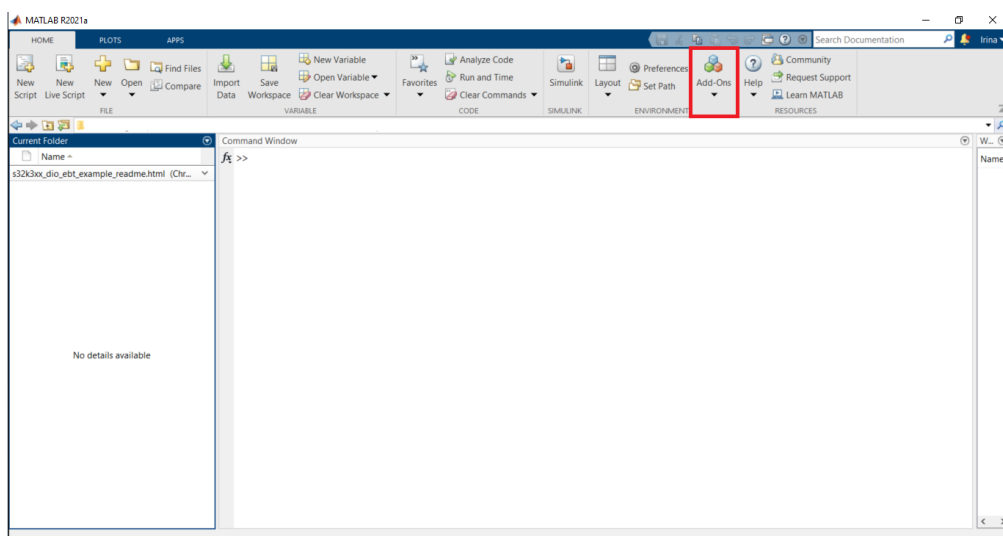 MATLAB R2021a
HOME PLOTS APPS Search Documentation Irina
New Script New Live Script New Open Find Files Compare
Import Data Save Workspace New Variable Open Variable Clear Workspace
Favorites Analyze Code Run and Time Clear Commands
Simulink Layout Preferences Set Path Add-Ons Help Community Request Support Learn MATLAB
FILE VARIABLE CODE SIMULINK ENVIRONMENT RESOURCES
Current Folder Command Window W...
Name fx >> Name
s32k3xx_dio_ebt_example_readme.html (Chr...
No details available